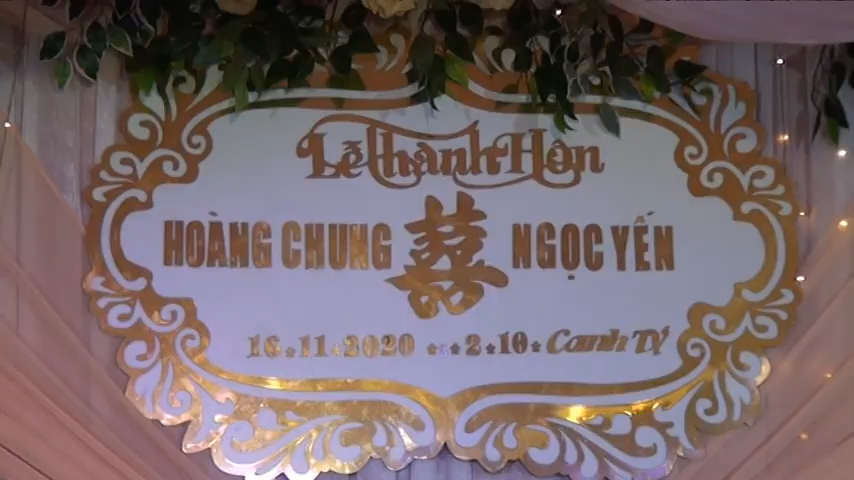 Lễ thành Hôn
HOÀNG CHUNG 囍 NGỌC YẾN
16.11.2020 * 2.10 * Canh Tý